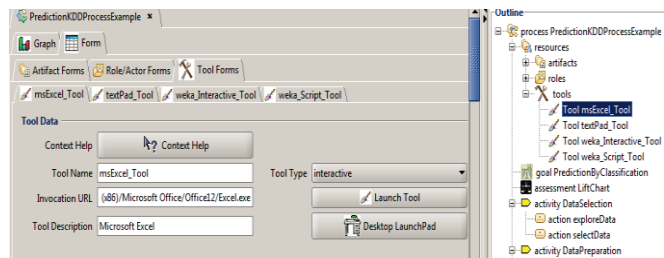 PredictionKDDProcessExample x
Graph Form
Artifact Forms Role/Actor Forms Tool Forms
msExcel_Tool textPad_Tool weka_Interactive_Tool weka_Script_Tool
Tool Data
Context Help ? Context Help
Tool Name msExcel_Tool Tool Type interactive
Invocation URL (x86)/Microsoft Office/Office12/Excel.exe Launch Tool
Tool Description Microsoft Excel Desktop LaunchPad
Outline
process PredictionKDDProcessExample
resources
artifacts
roles
tools
Tool msExcel_Tool
Tool textPad_Tool
Tool weka_Interactive_Tool
Tool weka_Script_Tool
goal PredictionByClassification
assessment LiftChart
activity DataSelection
action exploreData
action selectData
activity DataPreparation